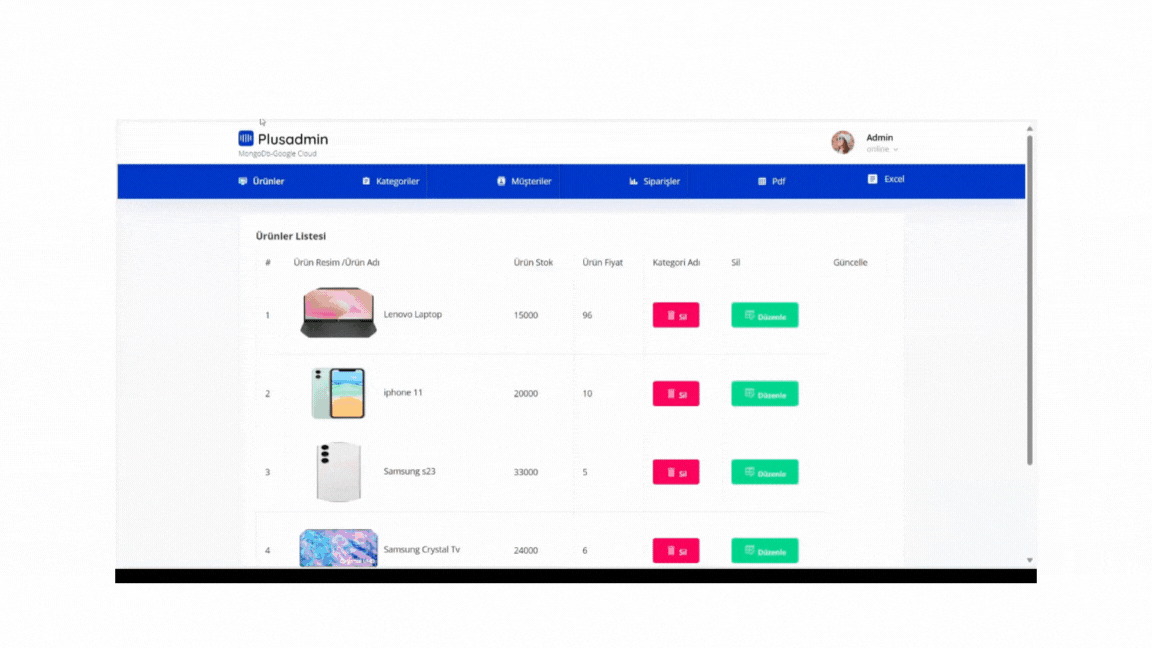 Plusadmin
MongoDb-Google Cloud
Admin
online
Ürünler Kategoriler Müşteriler Siparişler Pdf Excel
Ürünler Listesi
# Ürün Resim /Ürün Adı Ürün Stok Ürün Fiyat Kategori Adı Sil Güncelle
1 Lenovo Laptop 15000 96 Sil Düzenle
2 iphone 11 20000 10 Sil Düzenle
3 Samsung s23 33000 5 Sil Düzenle
4 Samsung Crystal Tv 24000 6 Sil Düzenle